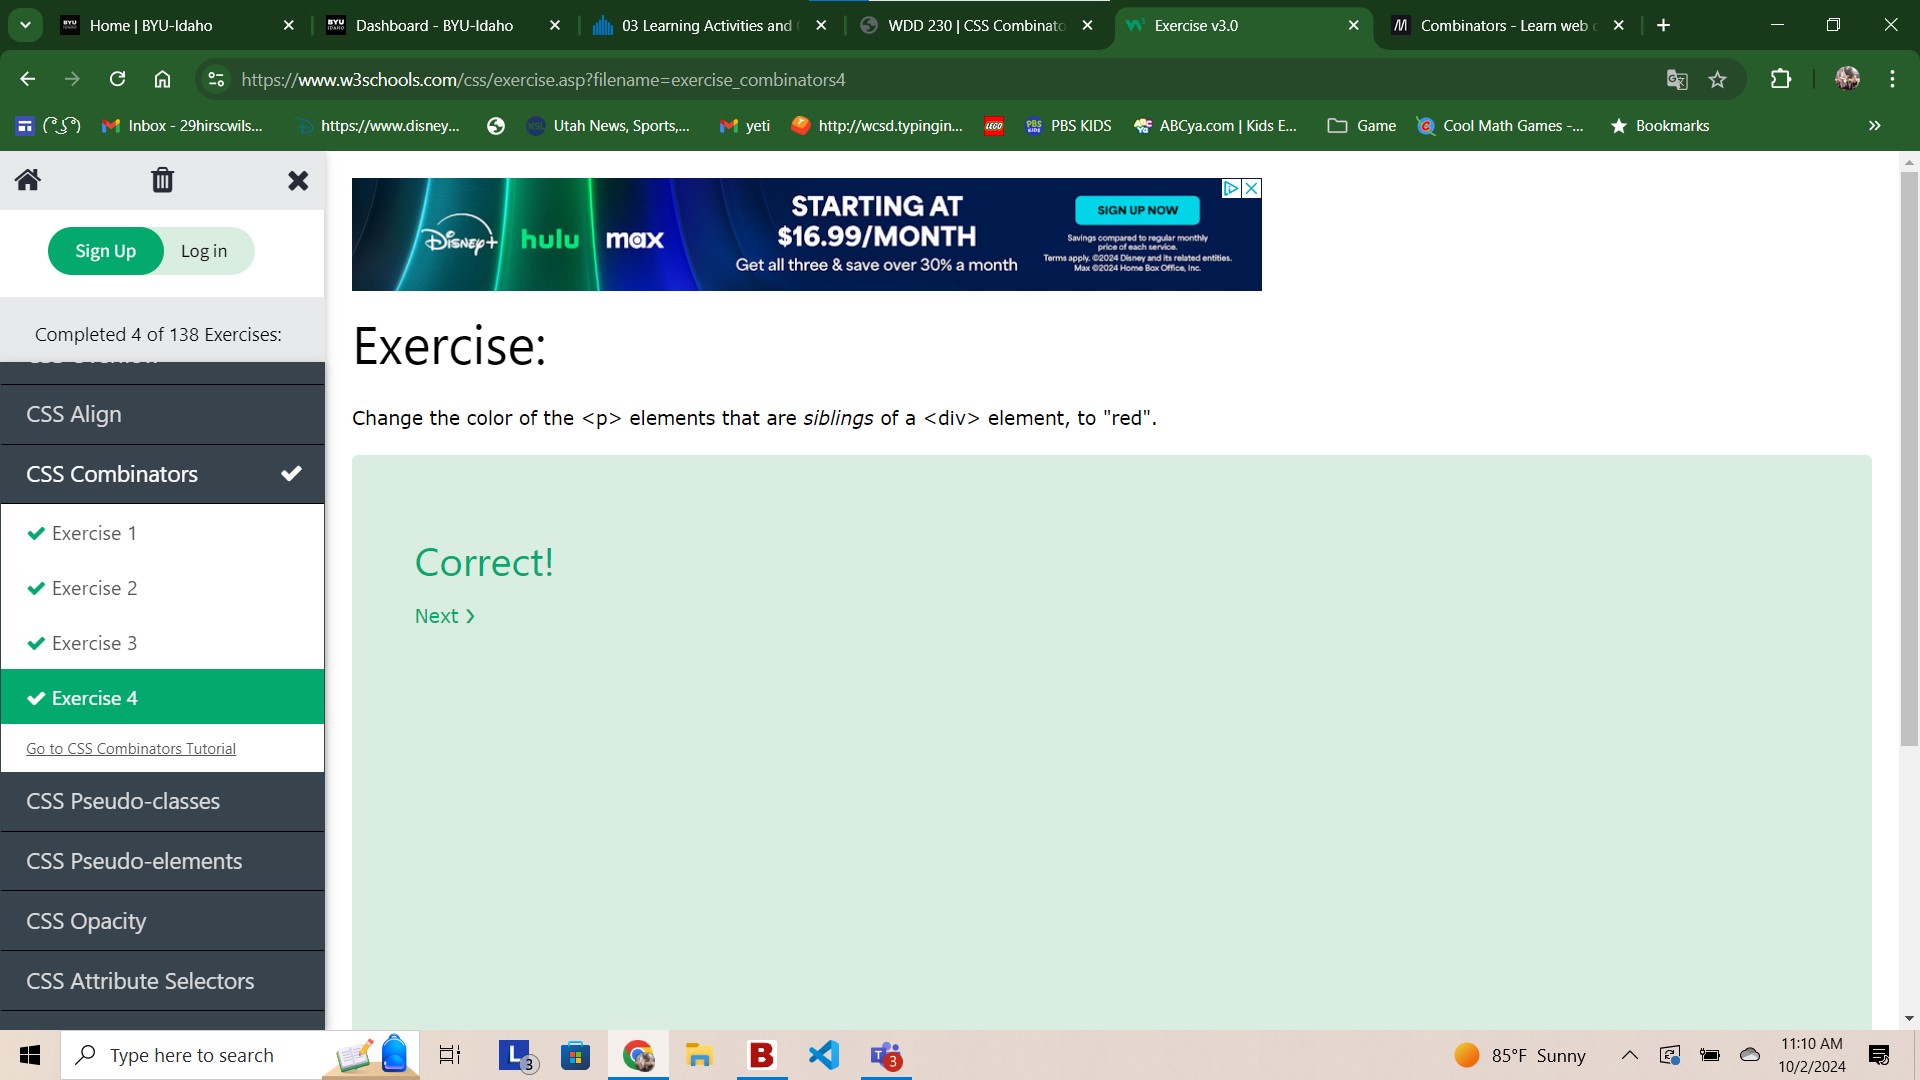 Home | BYU-Idaho
Dashboard - BYU-Idaho
03 Learning Activities and
WDD 230 | CSS Combinato
Exercise v3.0
Combinators - Learn web
https://www.w3schools.com/css/exercise.asp?filename=exercise_combinators4
Inbox - 29hirscwils...
https://www.disney...
Utah News, Sports,...
yeti
http://wcsd.typingin...
PBS KIDS
ABCya.com | Kids E...
Game
Cool Math Games -...
Bookmarks
Sign Up
Log in
Completed 4 of 138 Exercises:
CSS Align
CSS Combinators
Exercise 1
Exercise 2
Exercise 3
Exercise 4
Go to CSS Combinators Tutorial
CSS Pseudo-classes
CSS Pseudo-elements
CSS Opacity
CSS Attribute Selectors
Disney+
hulu
max
STARTING AT
$16.99/MONTH
Get all three & save over 30% a month
SIGN UP NOW
Savings compared to regular monthly
price of each service.
Terms apply. ©2024 Disney and its related entities.
Max ©2024 Home Box Office, Inc.
Exercise:
Change the color of the <p> elements that are siblings of a <div> element, to "red".
Correct!
Next ❯
Type here to search
L
3
B
T
3
85°F Sunny
11:10 AM
10/2/2024